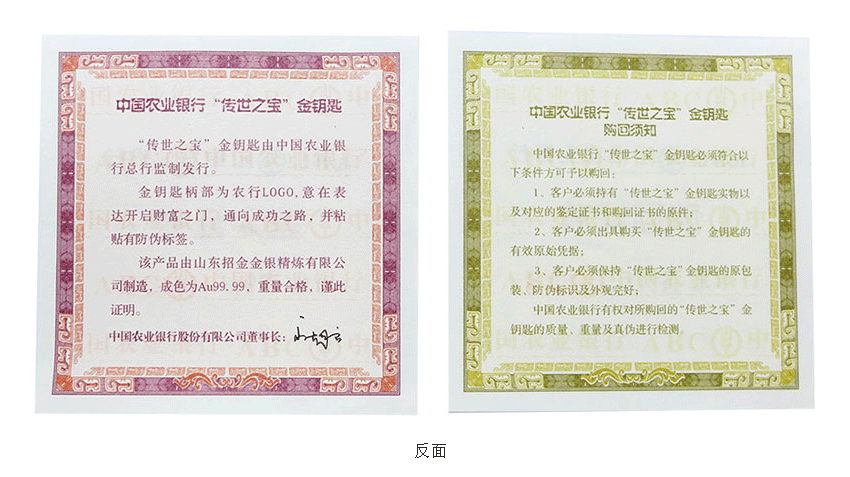 中国农业银行“传世之宝”金钥匙
“传世之宝”金钥匙由中国农业银
行总行监制发行。
金钥匙柄部为农行LOGO,意在表
达开启财富之门，通向成功之路，并粘
贴有防伪标签。
该产品由山东招金金银精炼有限公
司制造，成色为Au99.99，重量合格，谨此
证明。
中国农业银行股份有限公司董事长：
中国农业银行“传世之宝”金钥匙
购回须知
中国农业银行“传世之宝”金钥匙必须符合以
下条件方可予以购回：
1、客户必须持有“传世之宝”金钥匙实物以
及对应的鉴定证书和购回证书的原件；
2、客户必须出具购买“传世之宝”金钥匙的
有效原始凭据；
3、客户必须保持“传世之宝”金钥匙的原包
装、防伪标识及外观完好；
中国农业银行有权对所购回的“传世之宝”金
钥匙的质量、重量及真伪进行检测。
反面